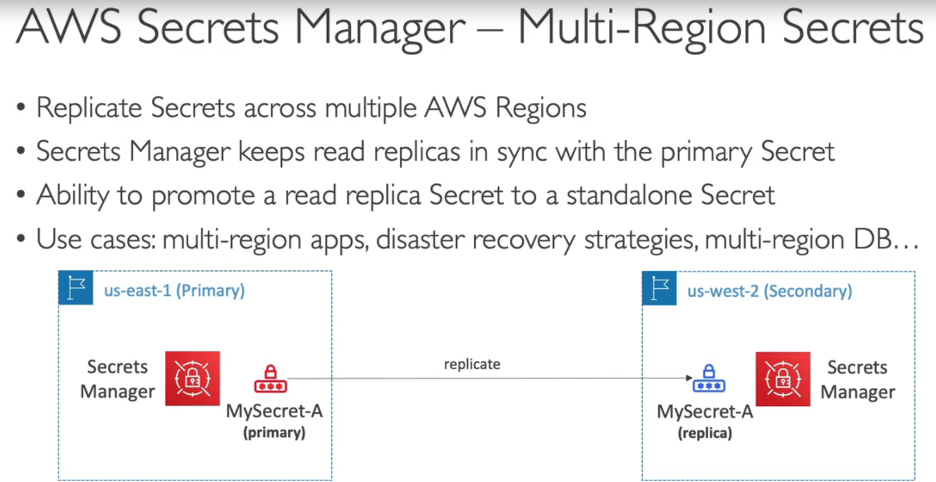 AWS Secrets Manager – Multi-Region Secrets
• Replicate Secrets across multiple AWS Regions
• Secrets Manager keeps read replicas in sync with the primary Secret
• Ability to promote a read replica Secret to a standalone Secret
• Use cases: multi-region apps, disaster recovery strategies, multi-region DB…
us-east-1 (Primary)
us-west-2 (Secondary)
Secrets
Manager
MySecret-A
(primary)
replicate
MySecret-A
(replica)
Secrets
Manager